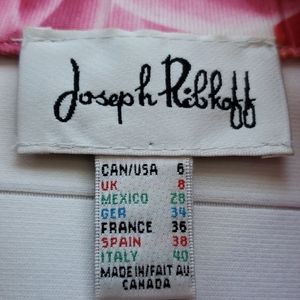 Joseph Ribkoff
CAN/USA 6
UK 8
MEXICO 28
GER 34
FRANCE 36
SPAIN 38
ITALY 40
MADE IN/FAIT AU
CANADA